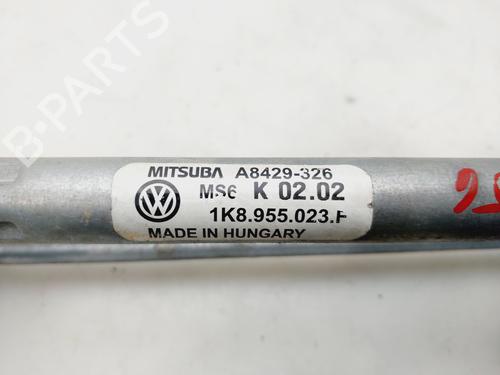 B-PARTS
MITSUBA A8429-326
MS6 K 02.02
1K8.955.023.F
MADE IN HUNGARY